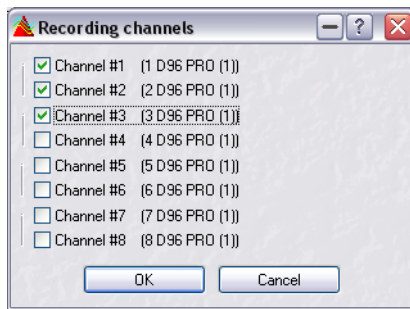 Recording channels
Channel #1 (1 D96 PRO (1))
Channel #2 (2 D96 PRO (1))
Channel #3 (3 D96 PRO (1))
Channel #4 (4 D96 PRO (1))
Channel #5 (5 D96 PRO (1))
Channel #6 (6 D96 PRO (1))
Channel #7 (7 D96 PRO (1))
Channel #8 (8 D96 PRO (1))
OK Cancel